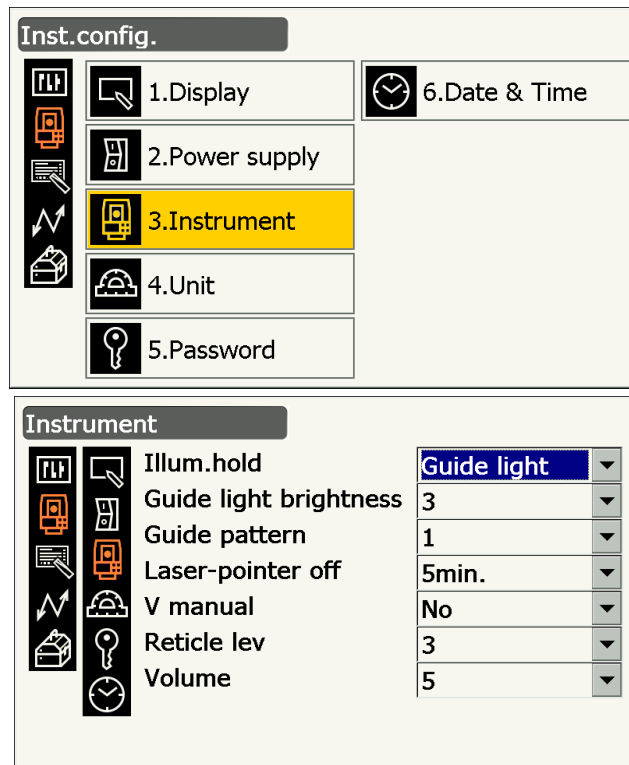 Inst.config.
1.Display
6.Date & Time
2.Power supply
3.Instrument
4.Unit
5.Password
Instrument
Illum.hold Guide light
Guide light brightness 3
Guide pattern 1
Laser-pointer off 5min.
V manual No
Reticle lev 3
Volume 5